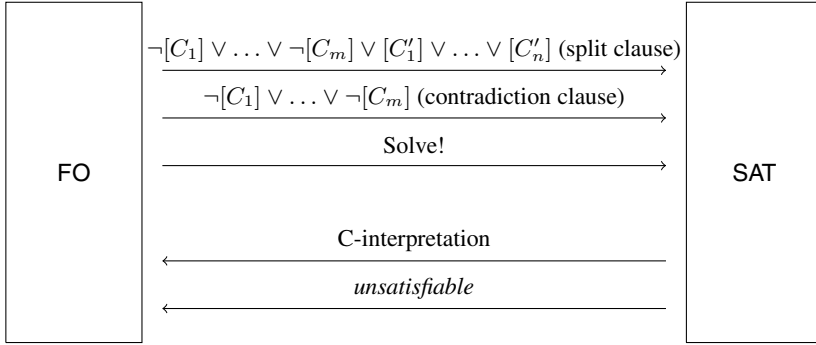 ¬[C₁] ∨ … ∨ ¬[Cₘ] ∨ [C′₁] ∨ … ∨ [C′ₙ] (split clause)
¬[C₁] ∨ … ∨ ¬[Cₘ] (contradiction clause)
Solve!
FO
SAT
C-interpretation
unsatisfiable